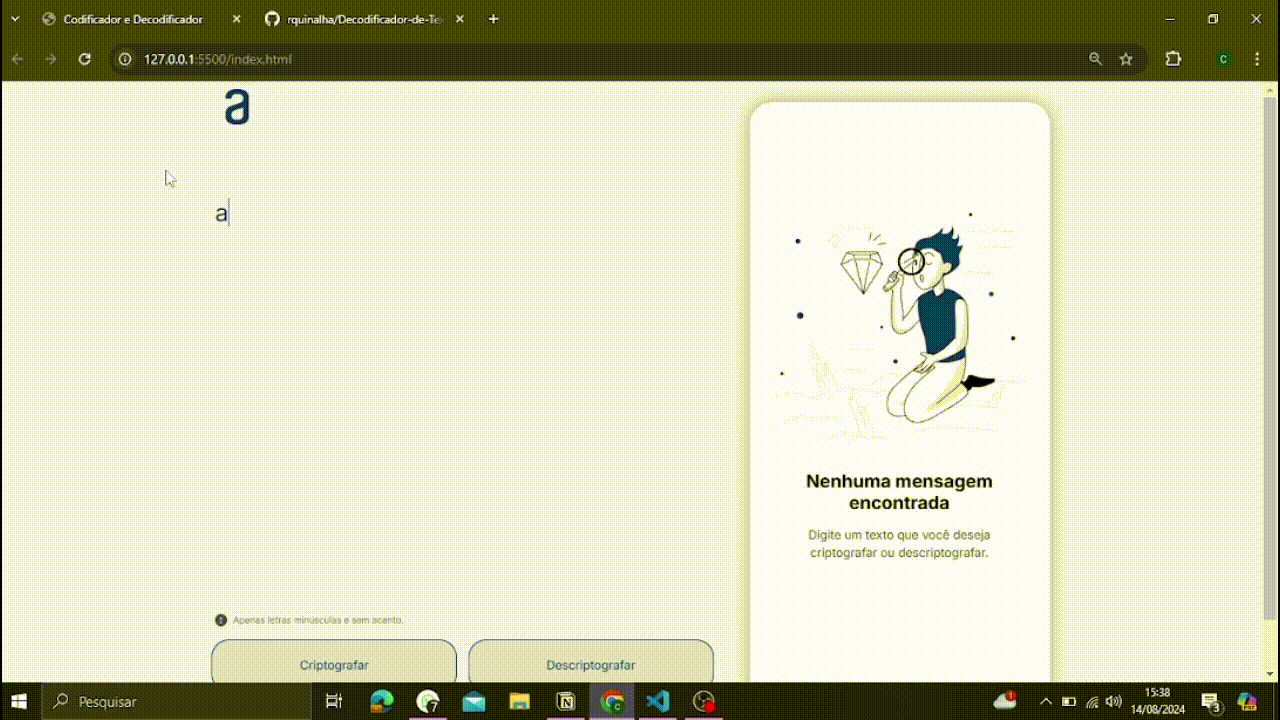 Codificador e Decodificador
rquinalha/Decodificador-de-Te
127.0.0.1:5500/index.html
C
a
a
Nenhuma mensagem
encontrada
Digite um texto que você deseja
criptografar ou descriptografar.
Apenas letras minúsculas e sem acento.
Criptografar
Descriptografar
Pesquisar
15:38
14/08/2024
1
3